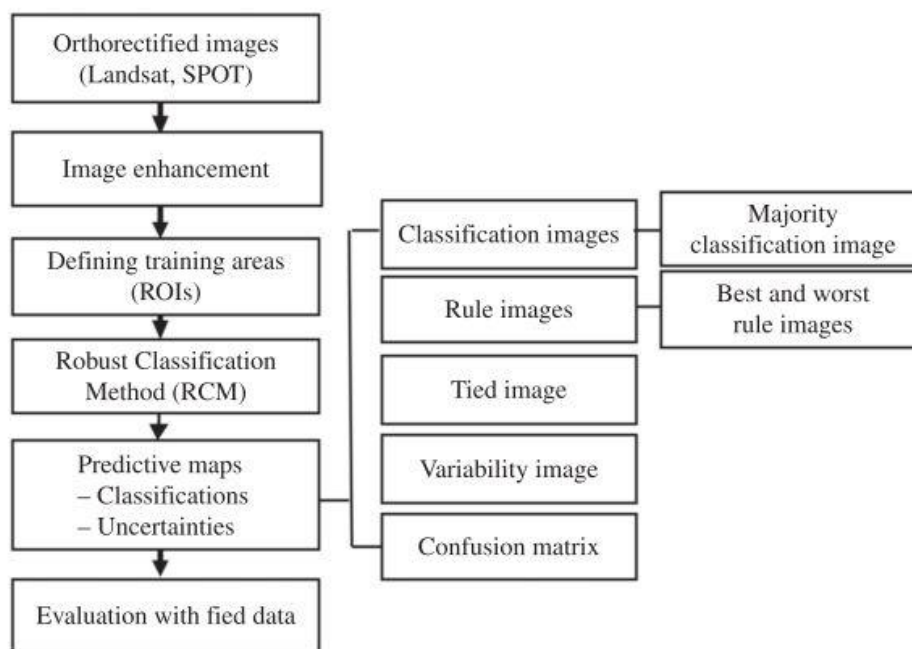 Orthorectified images
(Landsat, SPOT)
Image enhancement
Defining training areas
(ROIs)
Robust Classification
Method (RCM)
Predictive maps
– Classifications
– Uncertainties
Evaluation with fied data
Classification images
Rule images
Tied image
Variability image
Confusion matrix
Majority
classification image
Best and worst
rule images